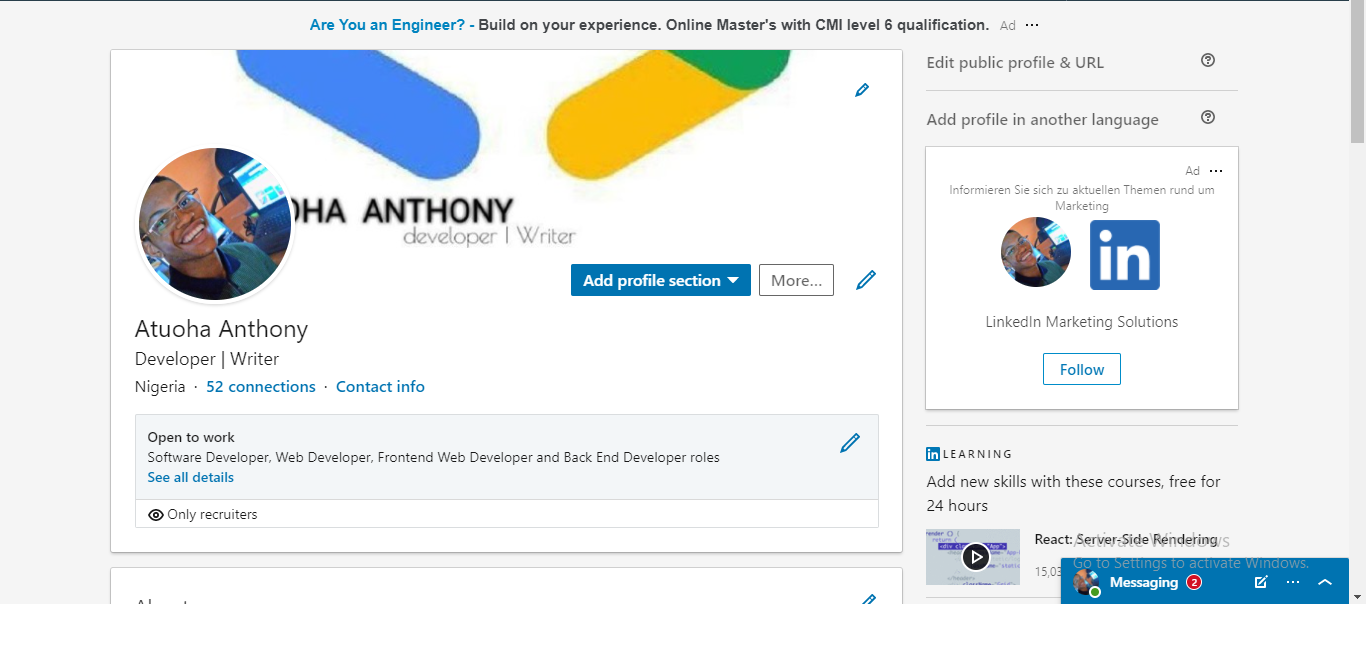 Are You an Engineer? - Build on your experience. Online Master's with CMI level 6 qualification. Ad ...
Edit public profile & URL
Add profile in another language
OHA ANTHONY
developer | Writer
Add profile section
More...
Atuoha Anthony
Developer | Writer
Nigeria · 52 connections · Contact info
Open to work
Software Developer, Web Developer, Frontend Web Developer and Back End Developer roles
See all details
Only recruiters
Ad ...
Informieren Sie sich zu aktuellen Themen rund um
Marketing
in
LinkedIn Marketing Solutions
Follow
in LEARNING
Add new skills with these courses, free for
24 hours
React: Server-Side Rendering
15,03
Activate Windows
Go to Settings to activate Windows.
Messaging 2